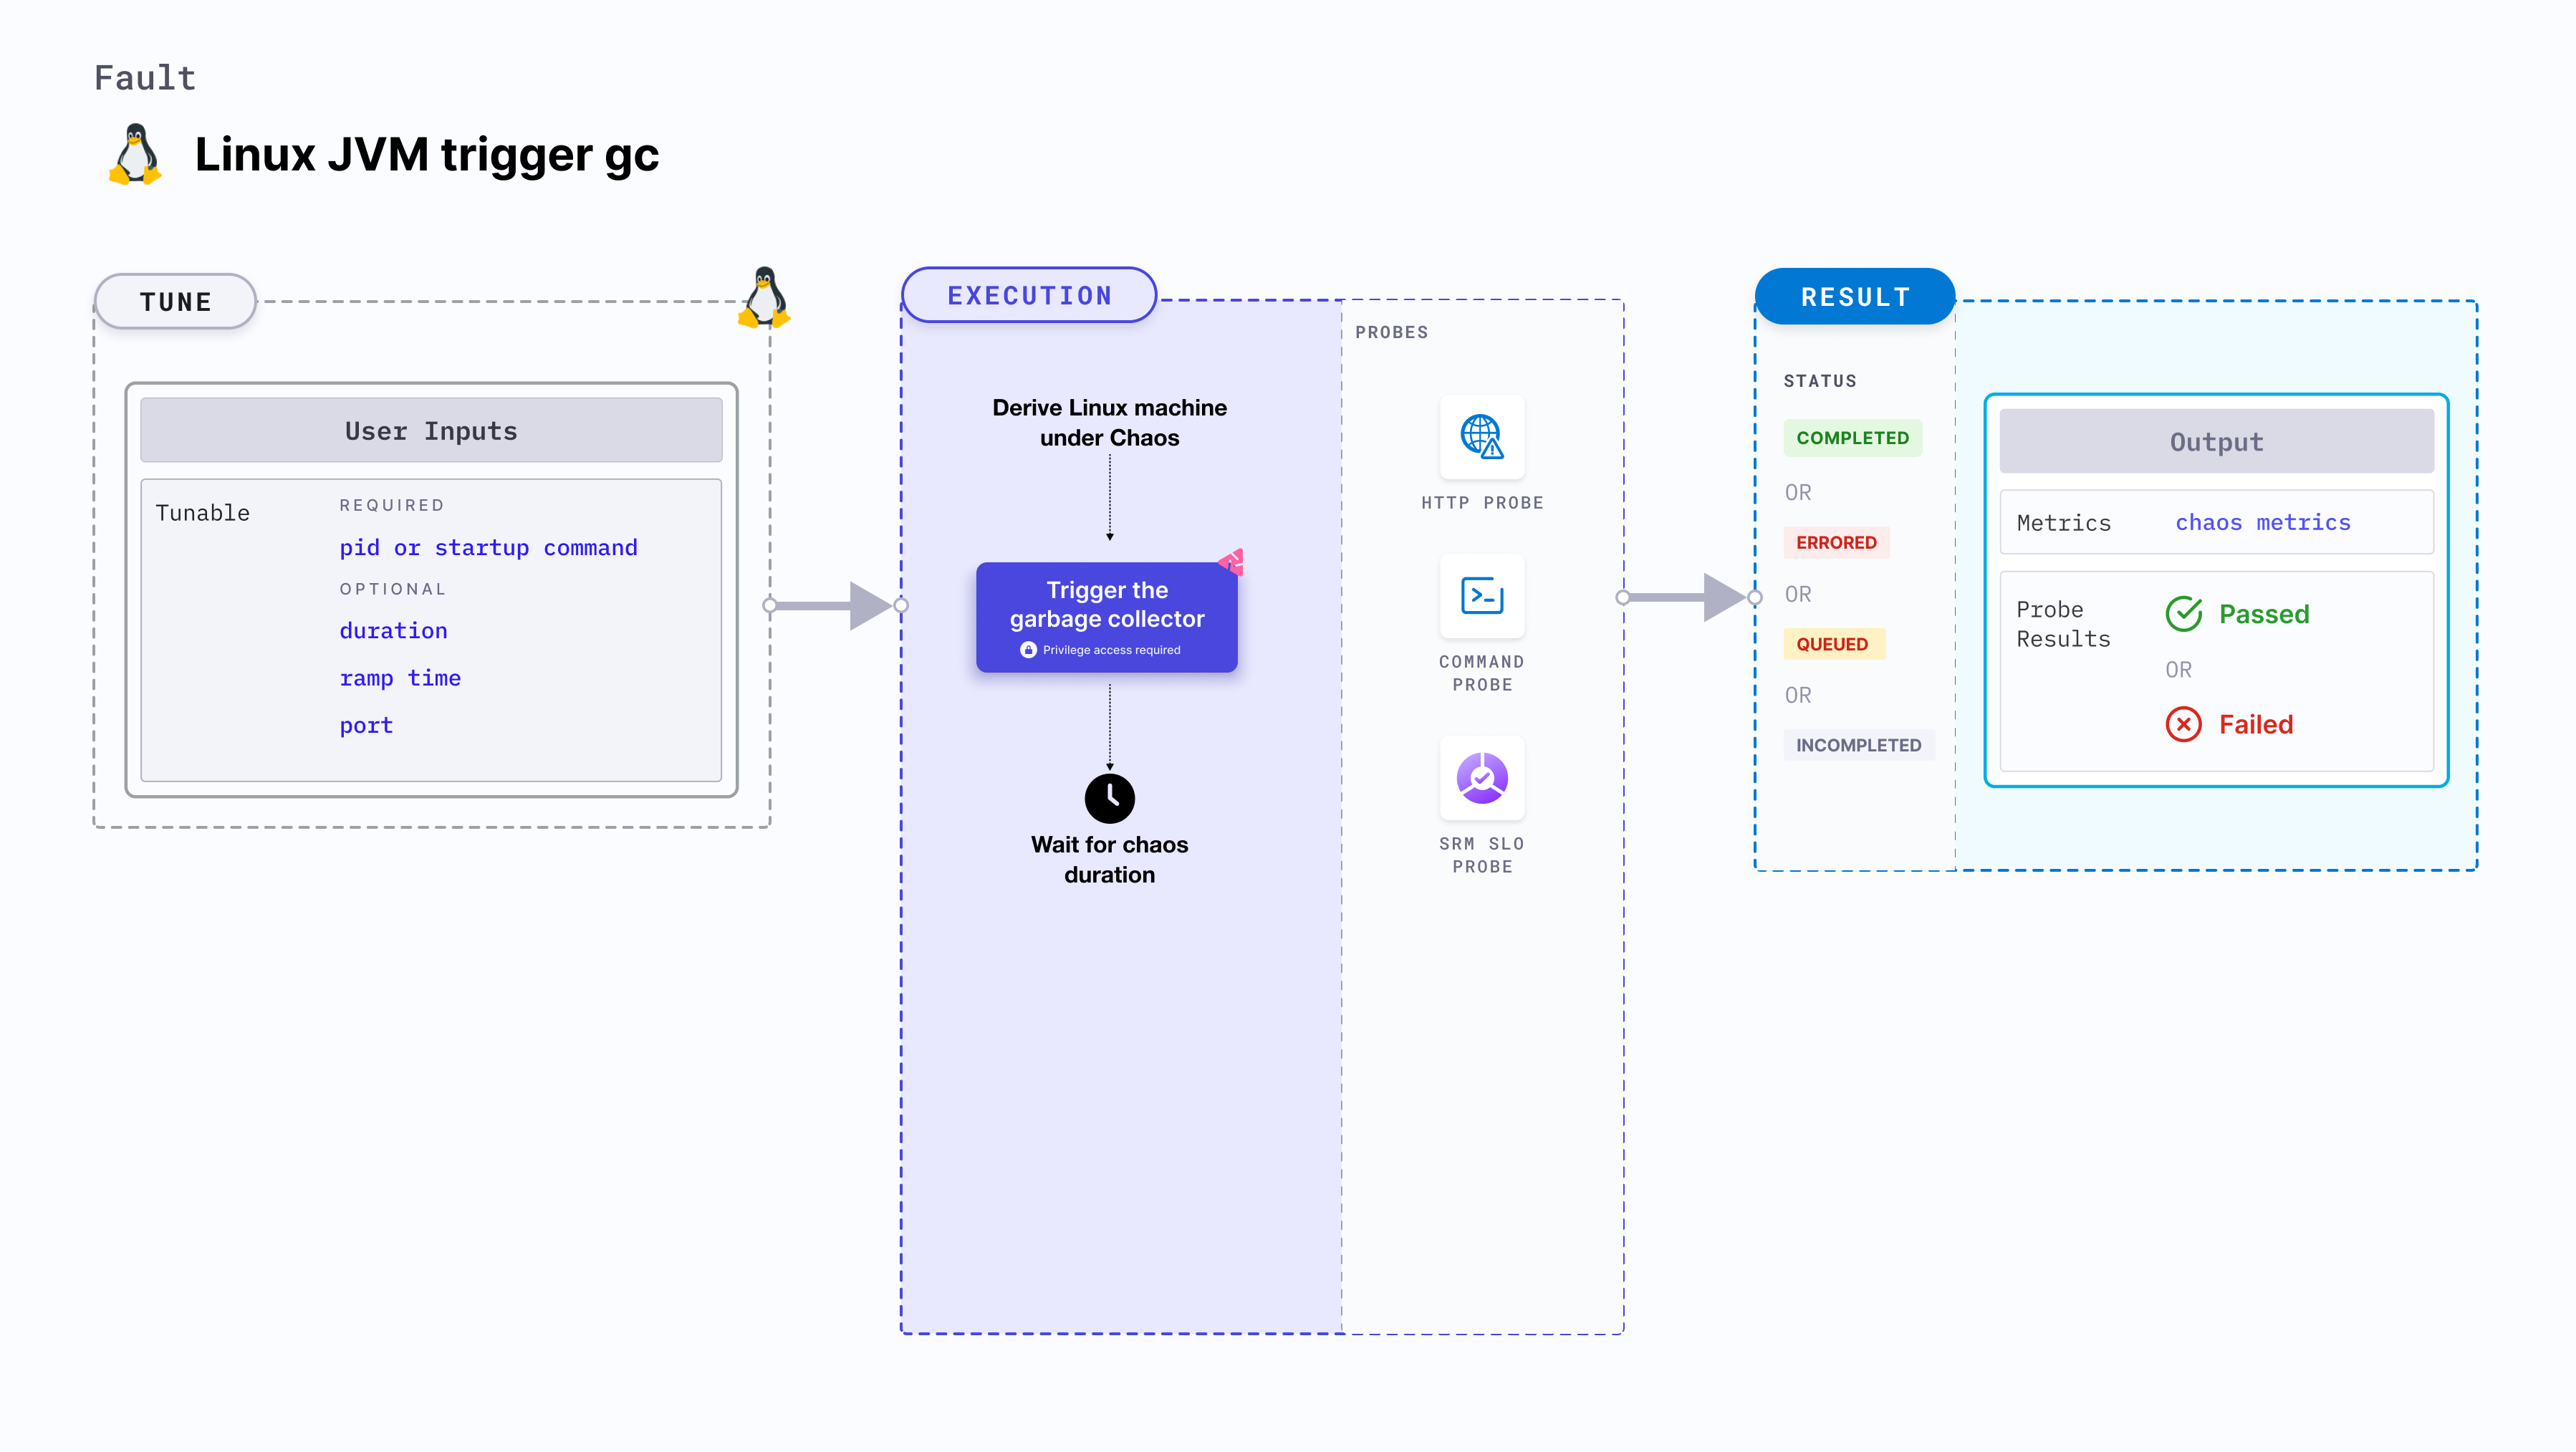 Fault
Linux JVM trigger gc
TUNE
User Inputs
Tunable
REQUIRED
pid or startup command
OPTIONAL
duration
ramp time
port
EXECUTION
Derive Linux machine
under Chaos
Trigger the
garbage collector
Privilege access required
Wait for chaos
duration
PROBES
HTTP PROBE
COMMAND
PROBE
SRM SLO
PROBE
RESULT
STATUS
COMPLETED
OR
ERRORED
OR
QUEUED
OR
INCOMPLETED
Output
Metrics
chaos metrics
Probe
Results
Passed
OR
Failed